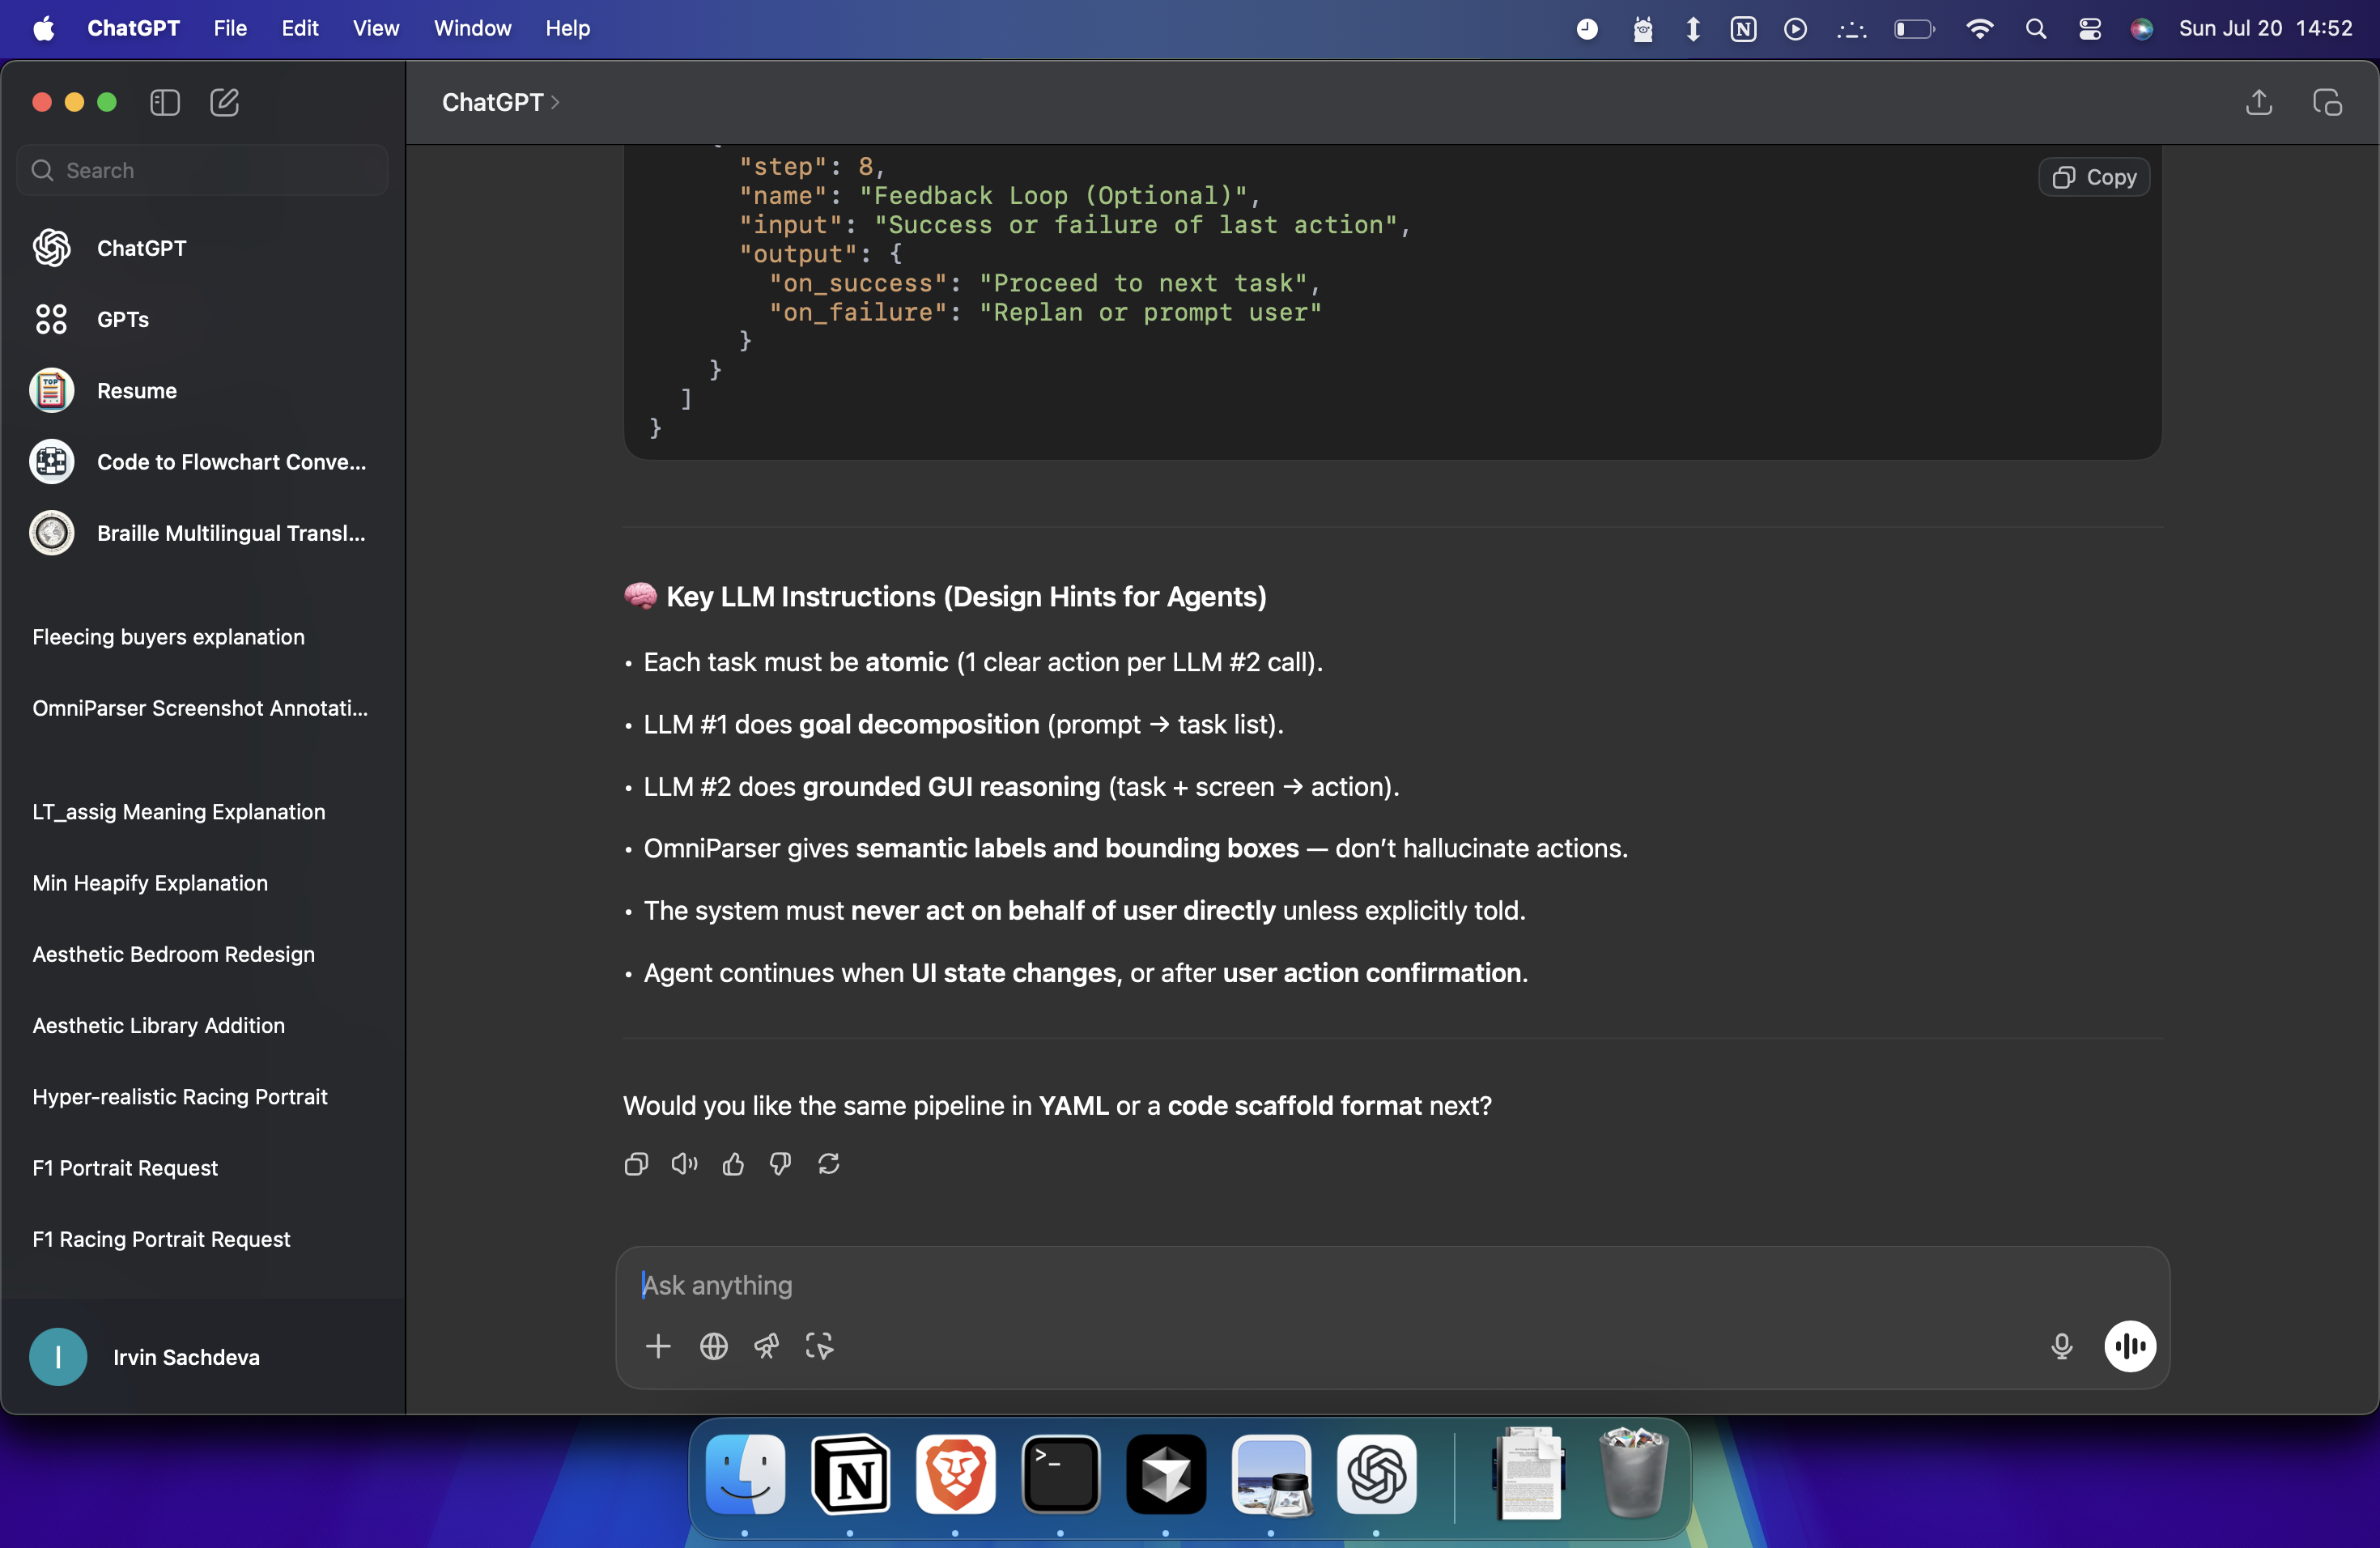 ChatGPT File Edit View Window Help Sun Jul 20 14:52
Search
ChatGPT
GPTs
Resume
Code to Flowchart Conve...
Braille Multilingual Transl...
Fleecing buyers explanation
OmniParser Screenshot Annotati...
LT_assig Meaning Explanation
Min Heapify Explanation
Aesthetic Bedroom Redesign
Aesthetic Library Addition
Hyper-realistic Racing Portrait
F1 Portrait Request
F1 Racing Portrait Request
I Irvin Sachdeva
ChatGPT >
Copy
"step": 8,
"name": "Feedback Loop (Optional)",
"input": "Success or failure of last action",
"output": {
"on_success": "Proceed to next task",
"on_failure": "Replan or prompt user"
}
}
]
}
🧠 Key LLM Instructions (Design Hints for Agents)
• Each task must be atomic (1 clear action per LLM #2 call).
• LLM #1 does goal decomposition (prompt → task list).
• LLM #2 does grounded GUI reasoning (task + screen → action).
• OmniParser gives semantic labels and bounding boxes — don’t hallucinate actions.
• The system must never act on behalf of user directly unless explicitly told.
• Agent continues when UI state changes, or after user action confirmation.
Would you like the same pipeline in YAML or a code scaffold format next?
Ask anything